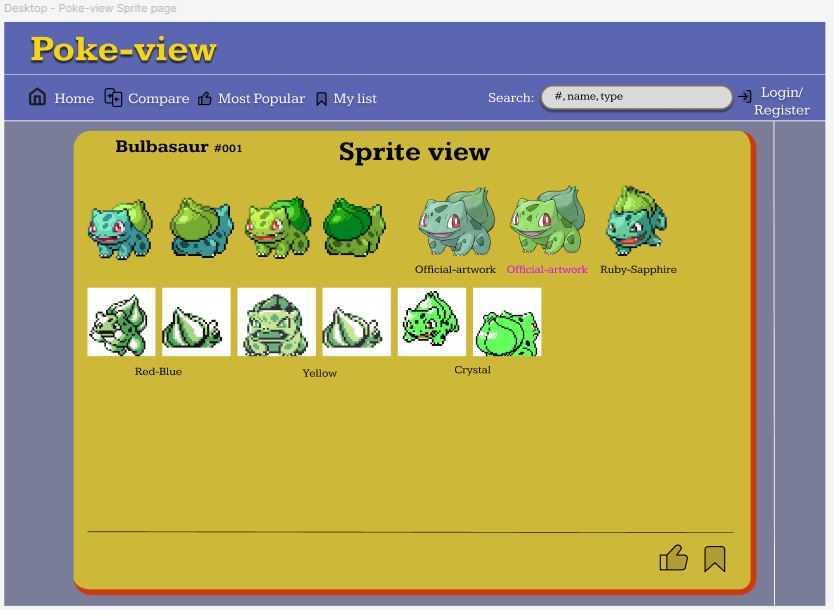 Desktop - Poke-view Sprite page
Poke-view
Home Compare Most Popular My list Search: #, name, type Login/
Register
Bulbasaur #001 Sprite view
Official-artwork Official-artwork Ruby-Sapphire
Red-Blue Yellow Crystal